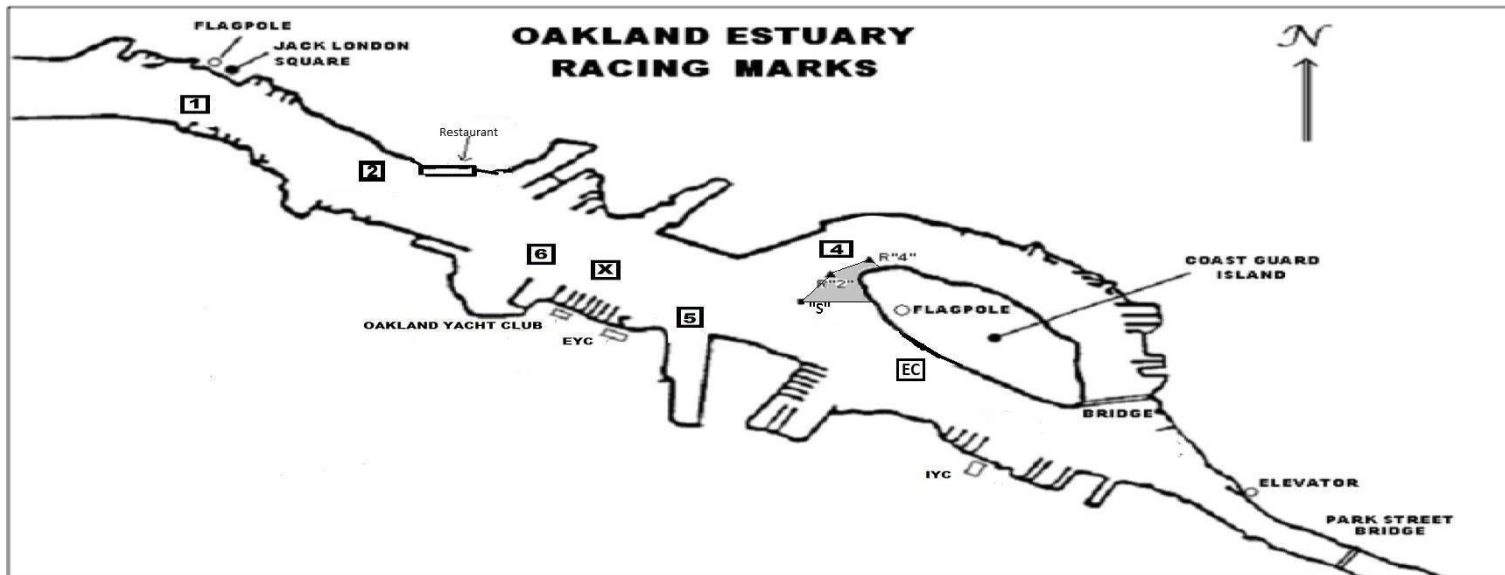 OAKLAND ESTUARY
RACING MARKS
N
FLAGPOLE
JACK LONDON
SQUARE
1
Restaurant
2
6
X
4
R"4"
R"2"
"S"
COAST GUARD
ISLAND
FLAGPOLE
5
OAKLAND YACHT CLUB
EYC
EC
BRIDGE
IYC
ELEVATOR
PARK STREET
BRIDGE